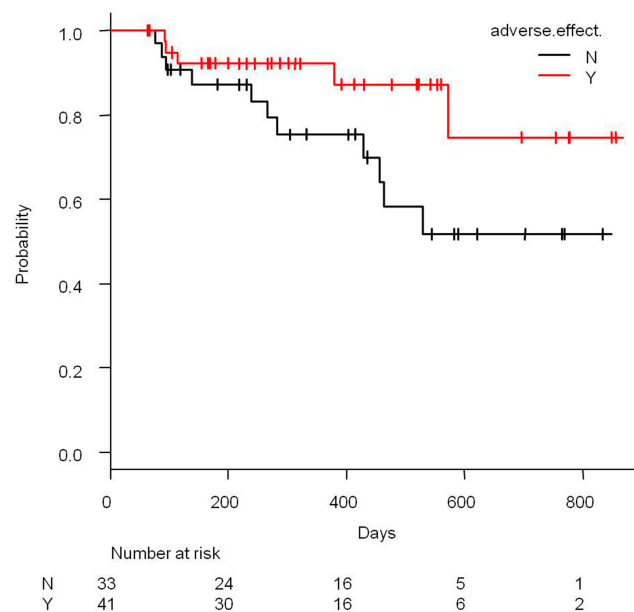 adverse.effect.
N
Y
1.0
0.8
0.6
0.4
0.2
0.0
Probability
0 200 400 600 800
Days
Number at risk
N 33 24 16 5 1
Y 41 30 16 6 2